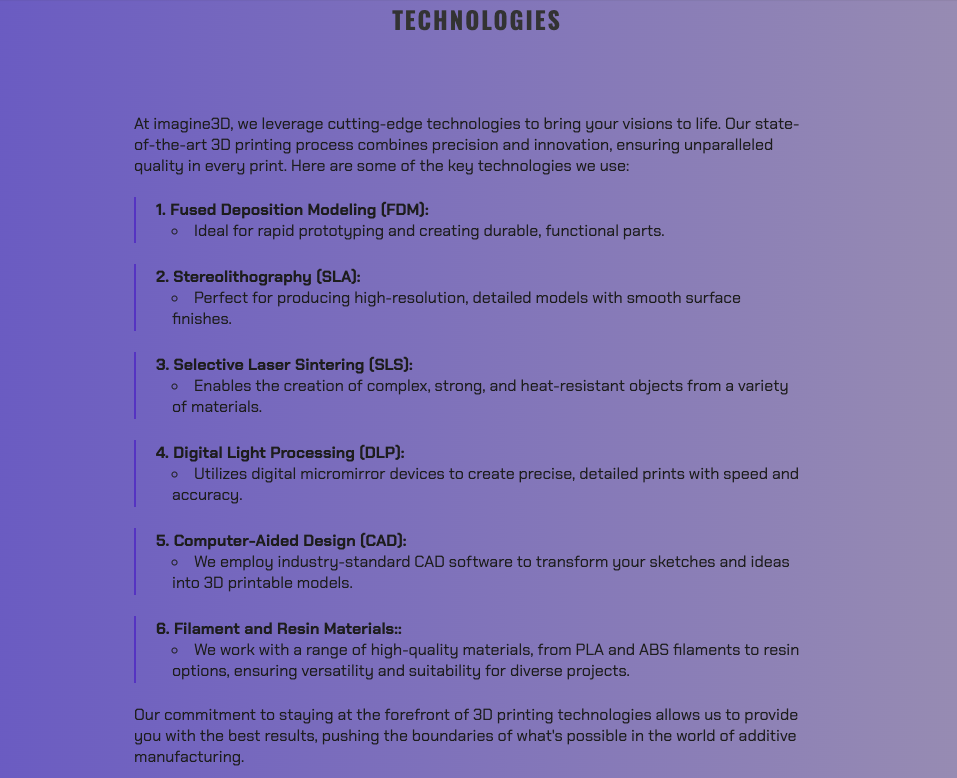 TECHNOLOGIES
At imagine3D, we leverage cutting-edge technologies to bring your visions to life. Our state-
of-the-art 3D printing process combines precision and innovation, ensuring unparalleled
quality in every print. Here are some of the key technologies we use:
1. Fused Deposition Modeling (FDM):
◦ Ideal for rapid prototyping and creating durable, functional parts.
2. Stereolithography (SLA):
◦ Perfect for producing high-resolution, detailed models with smooth surface
finishes.
3. Selective Laser Sintering (SLS):
◦ Enables the creation of complex, strong, and heat-resistant objects from a variety
of materials.
4. Digital Light Processing (DLP):
◦ Utilizes digital micromirror devices to create precise, detailed prints with speed and
accuracy.
5. Computer-Aided Design (CAD):
◦ We employ industry-standard CAD software to transform your sketches and ideas
into 3D printable models.
6. Filament and Resin Materials::
◦ We work with a range of high-quality materials, from PLA and ABS filaments to resin
options, ensuring versatility and suitability for diverse projects.
Our commitment to staying at the forefront of 3D printing technologies allows us to provide
you with the best results, pushing the boundaries of what's possible in the world of additive
manufacturing.